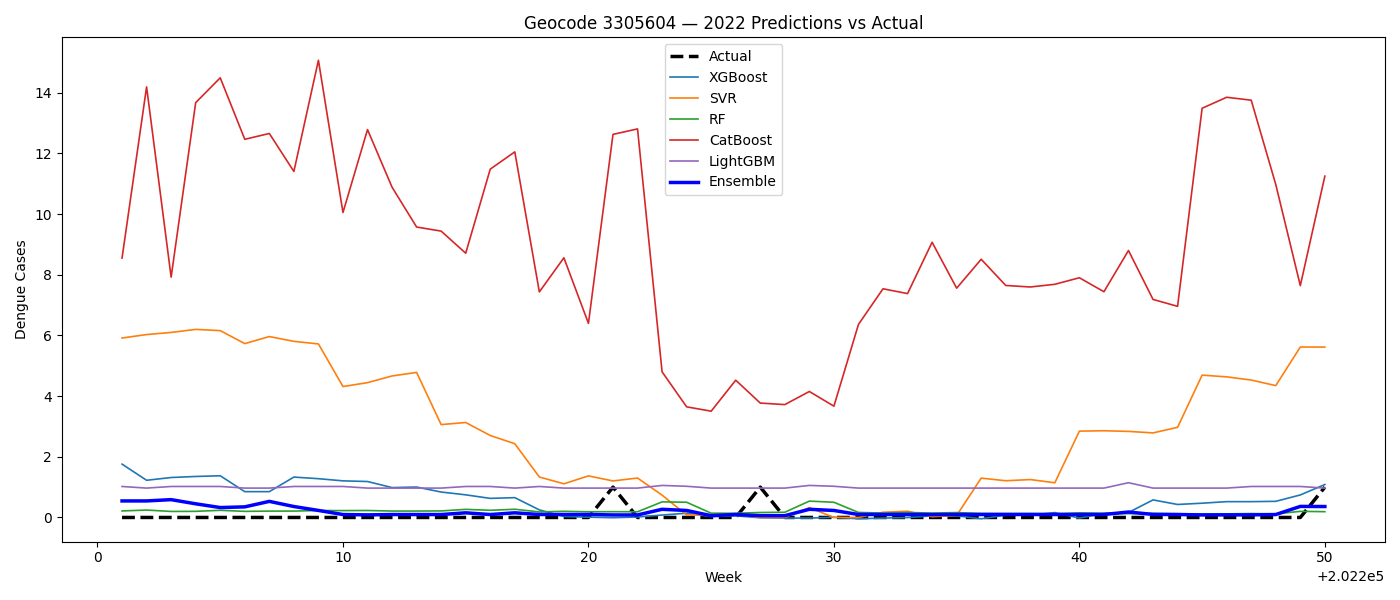 Geocode 3305604 — 2022 Predictions vs Actual
Actual
XGBoost
SVR
RF
CatBoost
LightGBM
Ensemble
Dengue Cases
14
12
10
8
6
4
2
0
0 10 20 30 40 50
Week
+2.022e5